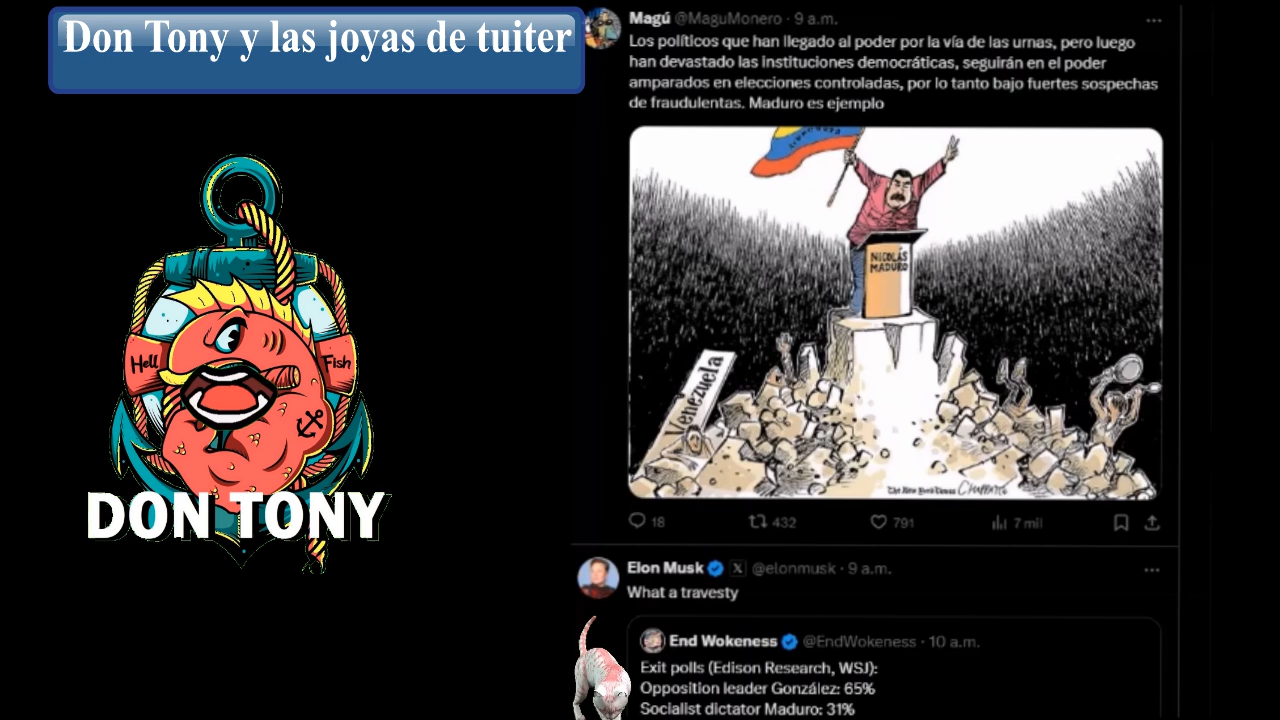 Don Tony y las joyas de tuiter
Hell
Fish
DON TONY
Magú @MaguMonero · 9 a.m.
Los políticos que han llegado al poder por la vía de las urnas, pero luego
han devastado las instituciones democráticas, seguirán en el poder
amparados en elecciones controladas, por lo tanto bajo fuertes sospechas
de fraudulentas. Maduro es ejemplo
NICOLÁS
MADURO
Venezuela
The New York Times
18 432 791 7 mil
Elon Musk X @elonmusk · 9 a.m.
What a travesty
End Wokeness @EndWokeness · 10 a.m.
Exit polls (Edison Research, WSJ):
Opposition leader González: 65%
Socialist dictator Maduro: 31%